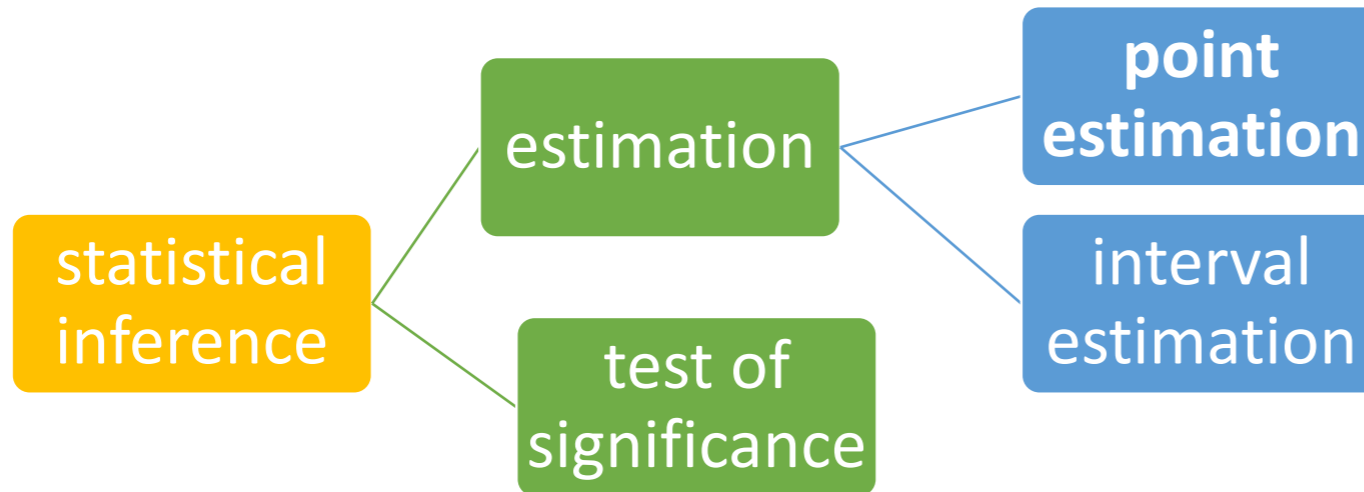 statistical
inference
estimation
test of
significance
point
estimation
interval
estimation